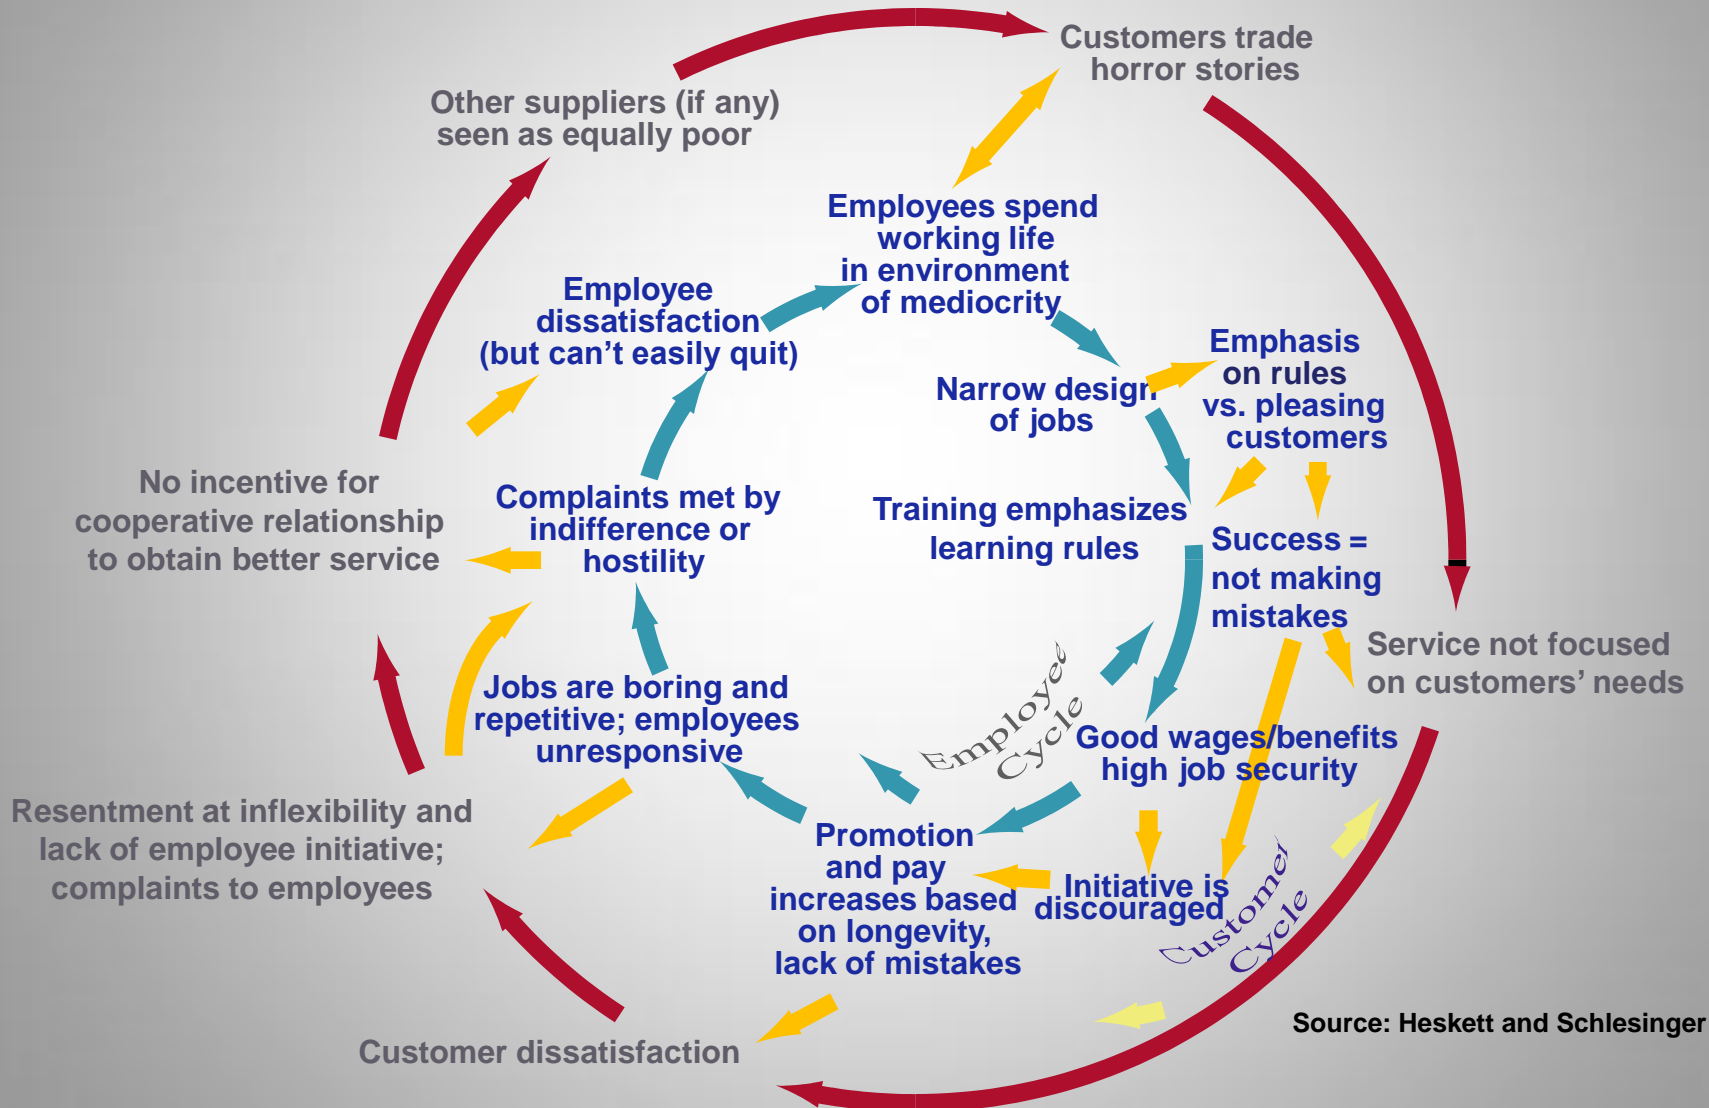 Customers trade
horror stories
Other suppliers (if any)
seen as equally poor
Employees spend
working life
in environment
of mediocrity
Employee
dissatisfaction
(but can’t easily quit)
Emphasis
on rules
vs. pleasing
customers
Narrow design
of jobs
No incentive for
cooperative relationship
to obtain better service
Complaints met by
indifference or
hostility
Training emphasizes
learning rules
Success =
not making
mistakes
Service not focused
on customers’ needs
Jobs are boring and
repetitive; employees
unresponsive
Employee
Cycle
Good wages/benefits
high job security
Resentment at inflexibility and
lack of employee initiative;
complaints to employees
Promotion
and pay
increases based
on longevity,
lack of mistakes
Initiative is
discouraged
Customer
Cycle
Customer dissatisfaction
Source: Heskett and Schlesinger